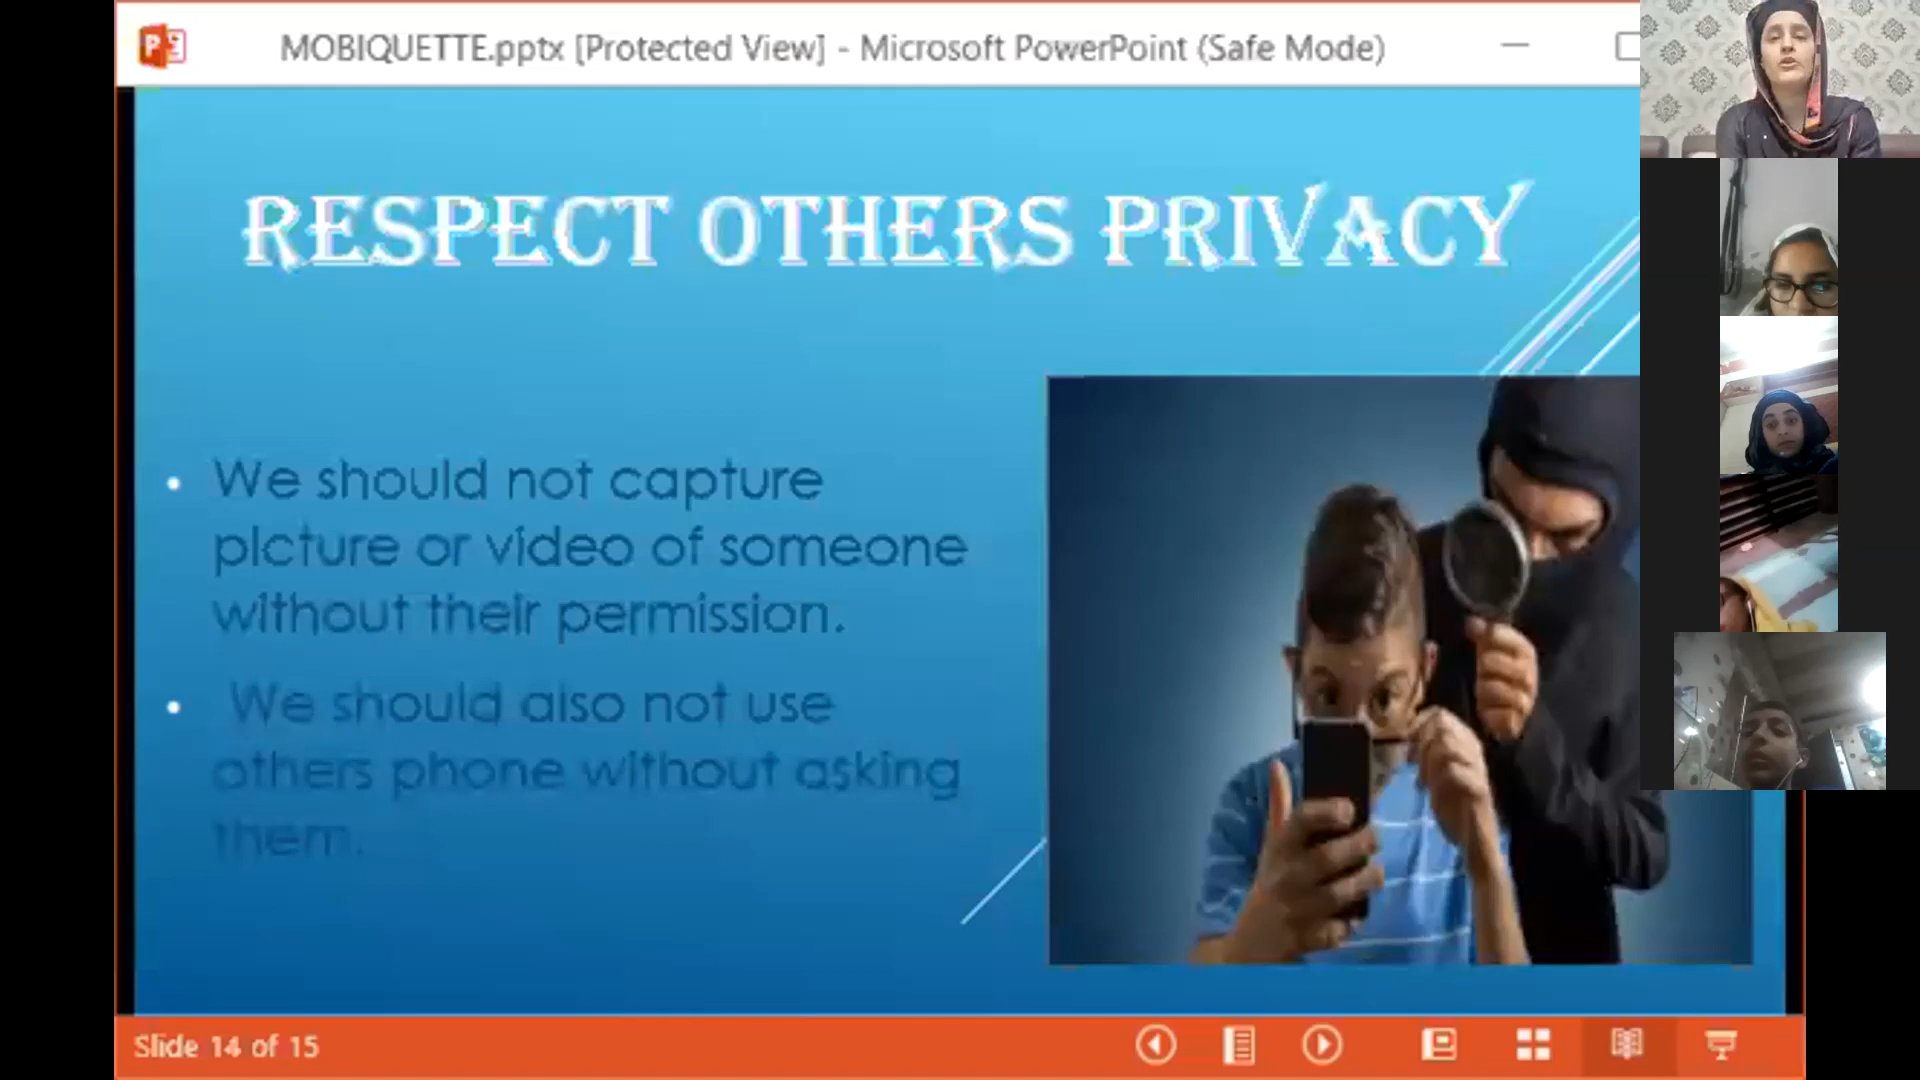 MOBIQUETTE.pptx [Protected View] - Microsoft PowerPoint (Safe Mode)
RESPECT OTHERS PRIVACY
• We should not capture
picture or video of someone
without their permission.
• We should also not use
others phone without asking
them.
Slide 14 of 15